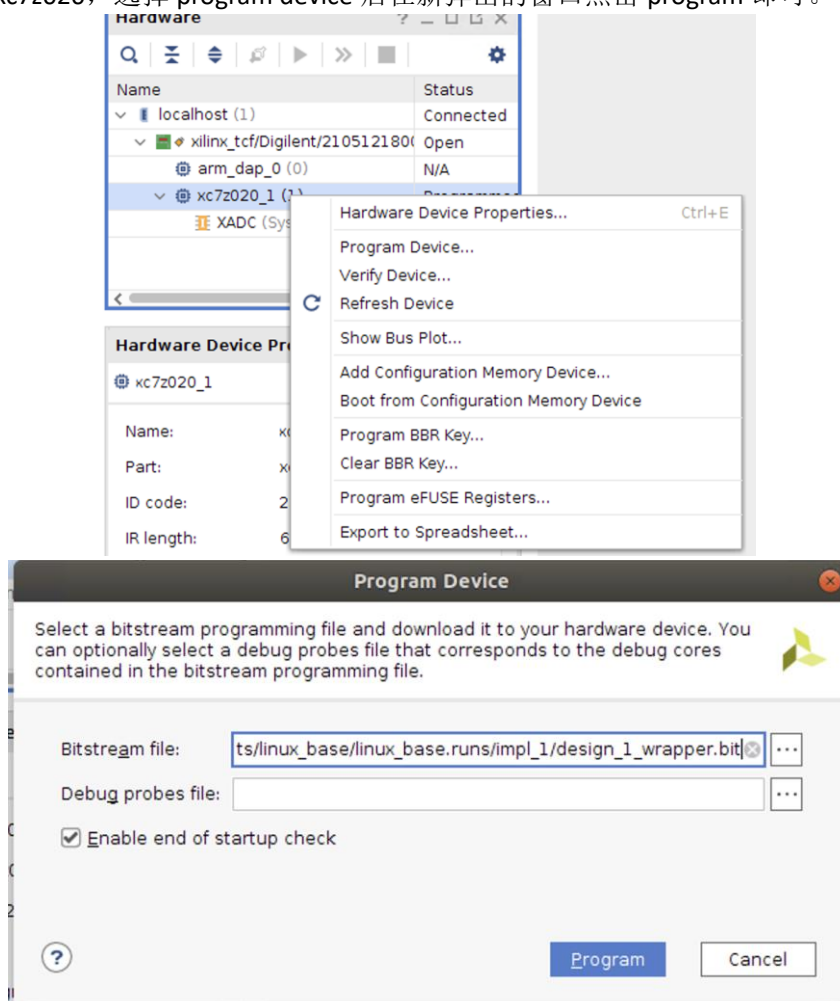 xc7z020，选择 program device 后在新弹出的窗口点击 program 即可。
Hardware
Name Status
localhost (1) Connected
xilinx_tcf/Digilent/2105121800 Open
arm_dap_0 (0) N/A
xc7z020_1
XADC (Sys
Hardware Device Properties... Ctrl+E
Program Device...
Verify Device...
Refresh Device
Show Bus Plot...
Add Configuration Memory Device...
Boot from Configuration Memory Device
Program BBR Key...
Clear BBR Key...
Program eFUSE Registers...
Export to Spreadsheet...
Hardware Device Pr
xc7z020_1
Name: xc
Part: x
ID code: 2
IR length: 6
Program Device
Select a bitstream programming file and download it to your hardware device. You
can optionally select a debug probes file that corresponds to the debug cores
contained in the bitstream programming file.
Bitstream file: ts/linux_base/linux_base.runs/impl_1/design_1_wrapper.bit ...
Debug probes file: ...
Enable end of startup check
? Program Cancel